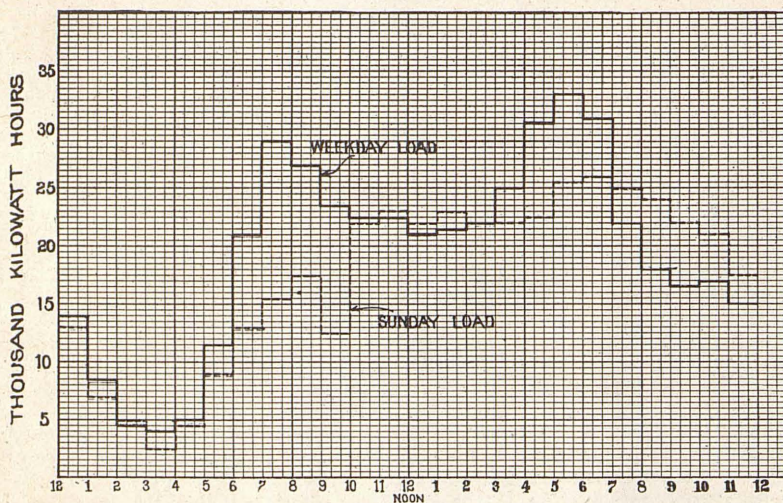 THOUSAND KILOWATT HOURS
35
30
25
20
15
10
5
WEEKDAY LOAD
SUNDAY LOAD
12 1 2 3 4 5 6 7 8 9 10 11 12 1 2 3 4 5 6 7 8 9 10 11 12
NOON